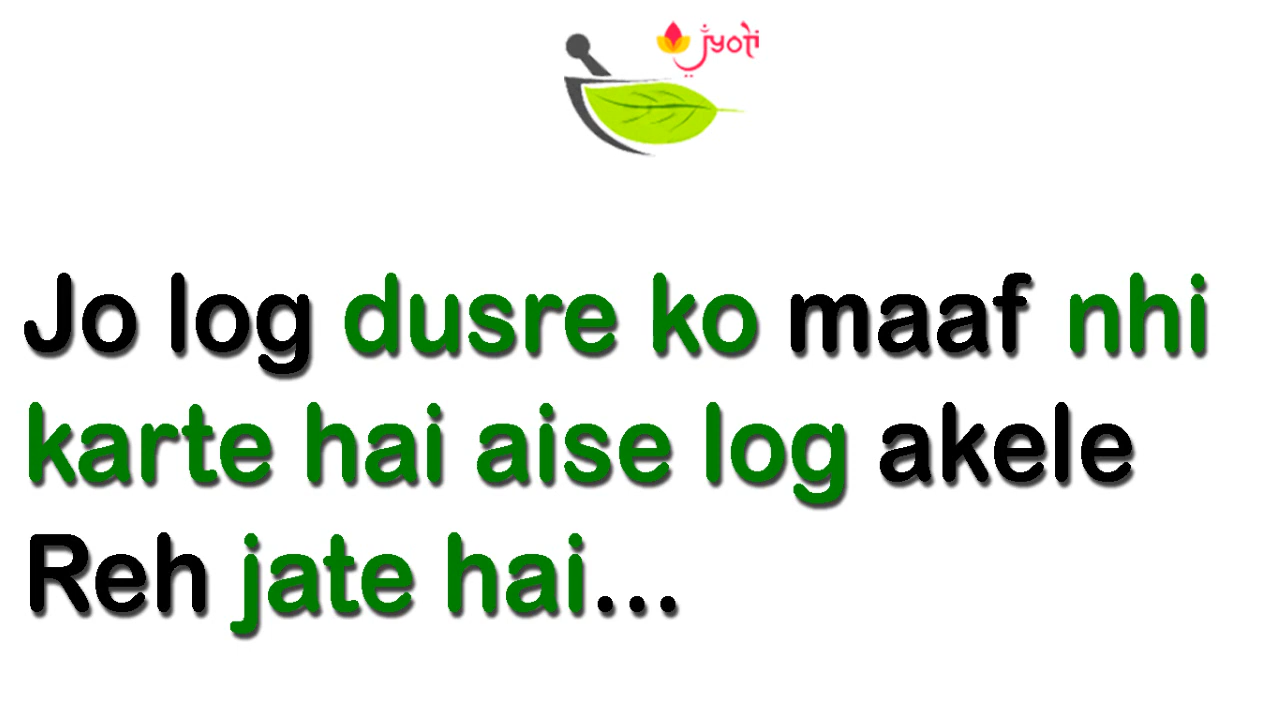 jyoti
Jo log dusre ko maaf nhi
karte hai aise log akele
Reh jate hai...